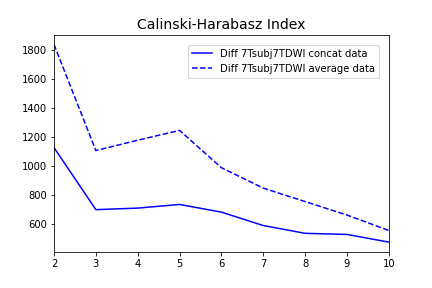 Calinski-Harabasz Index
Diff 7Tsubj7TDWI concat data
Diff 7Tsubj7TDWI average data
1800
1600
1400
1200
1000
800
600
2 3 4 5 6 7 8 9 10